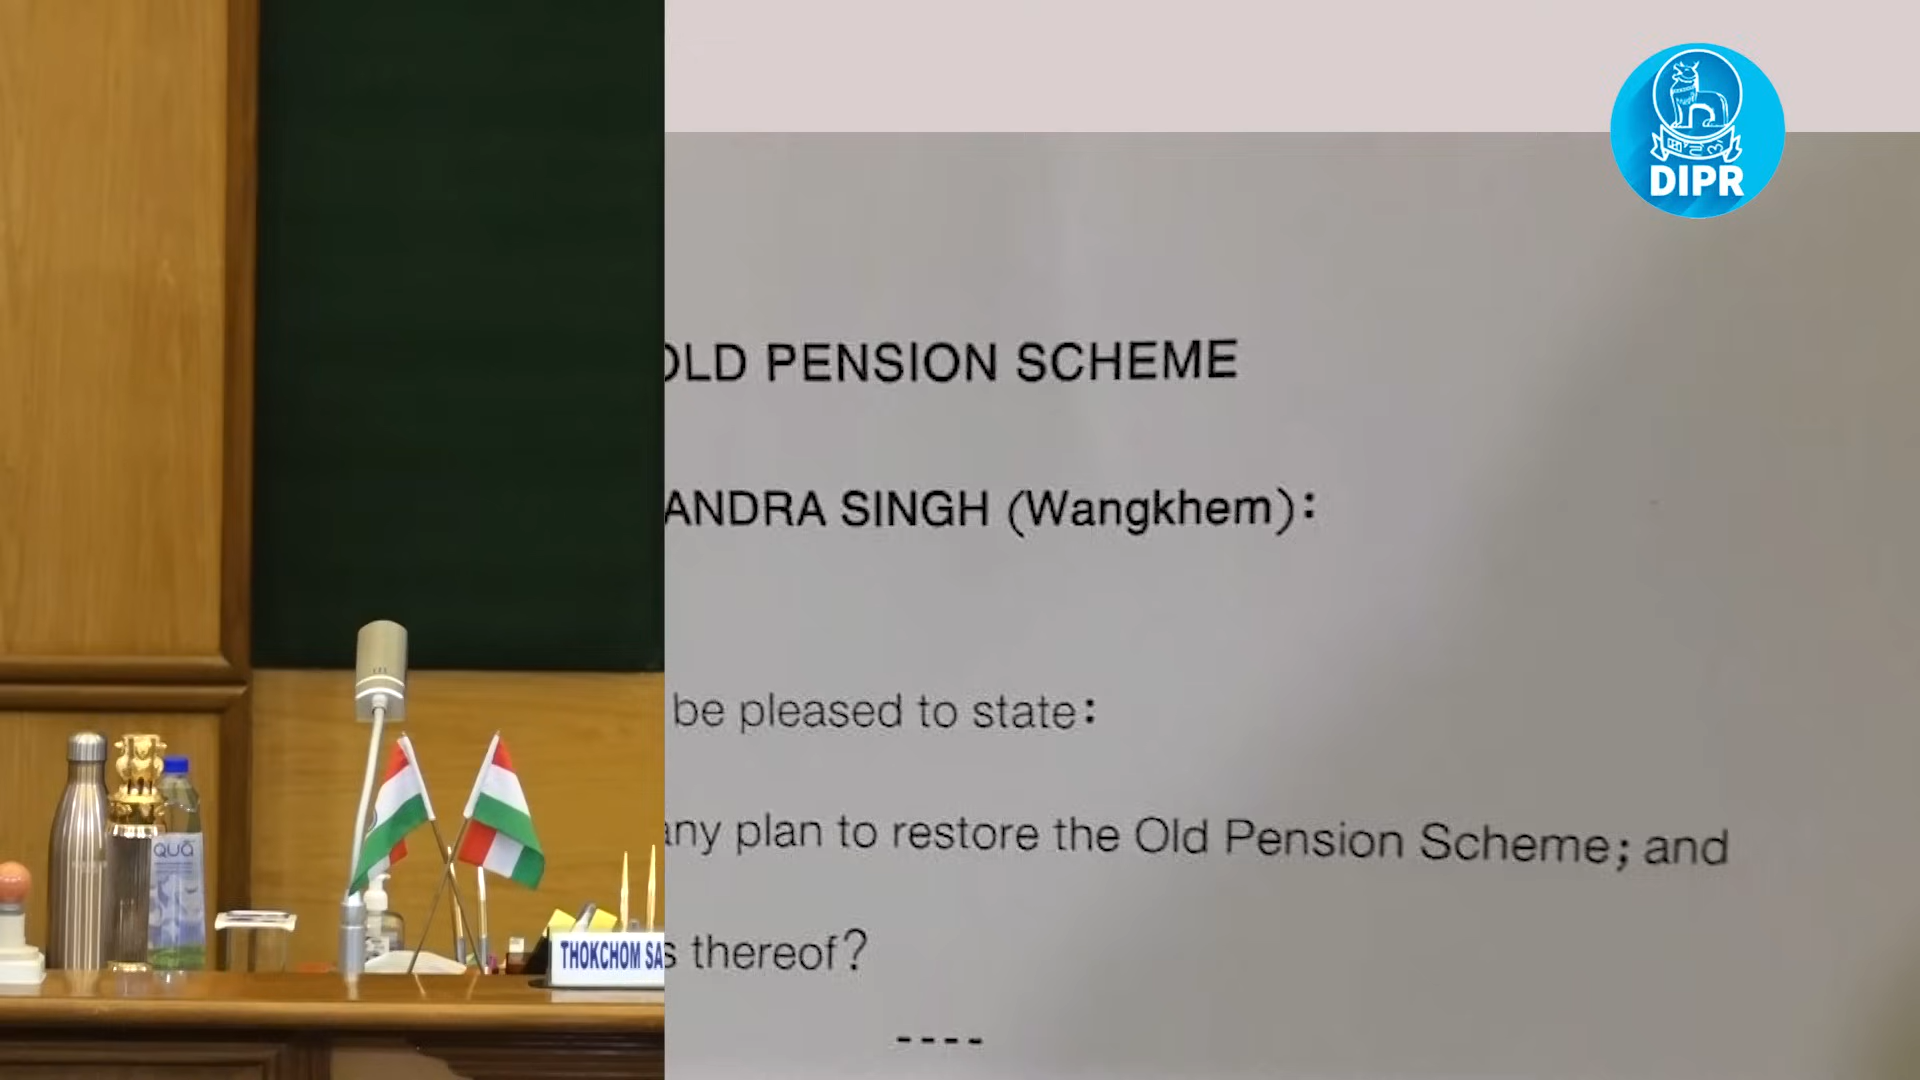 DIPR
OLD PENSION SCHEME
ANDRA SINGH (Wangkhem):
be pleased to state:
any plan to restore the Old Pension Scheme; and
s thereof?
----
QUA
THOKCHOM SA